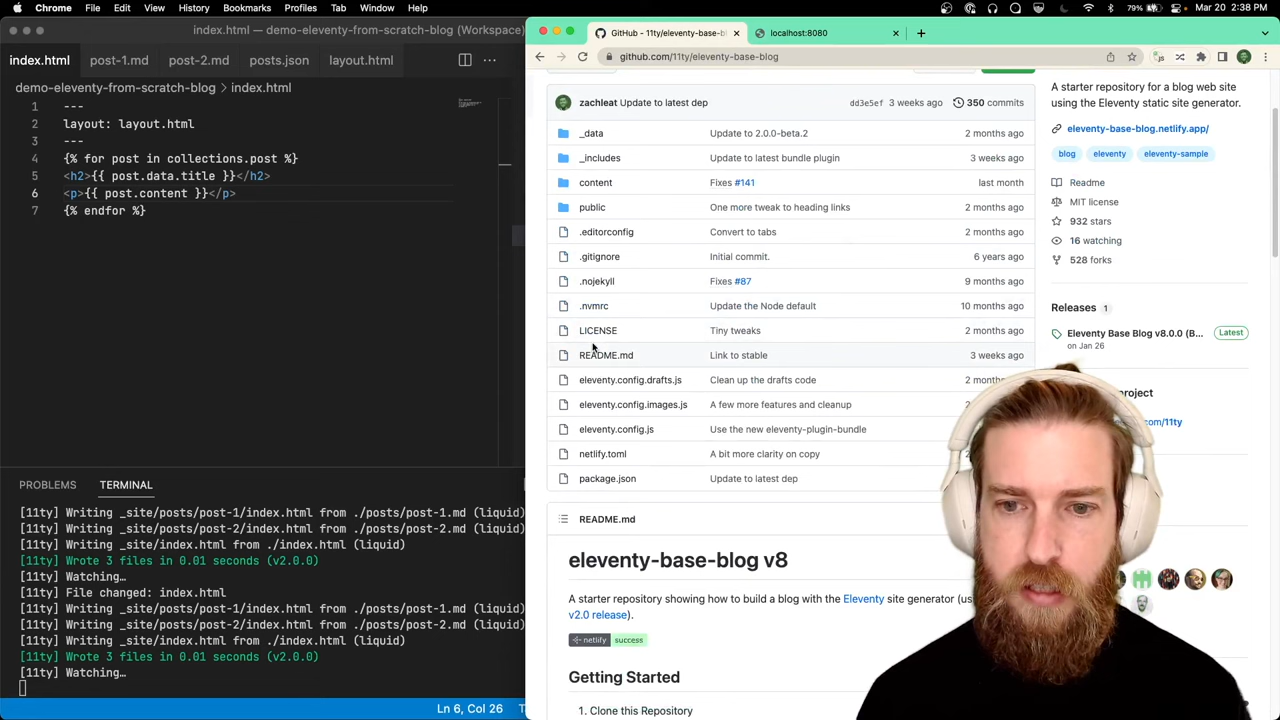 Chrome File Edit View History Bookmarks Profiles Tab Window Help
79% Mar 20 2:38 PM
index.html — demo-eleventy-from-scratch-blog
index.html post-1.md post-2.md posts.json layout.html
demo-eleventy-from-scratch-blog > index.html
1 ---
2 layout: layout.html
3 ---
4 {% for post in collections.post %}
5 <h2>{{ post.data.title }}</h2>
6 <p>{{ post.content }}</p>
7 {% endfor %}
PROBLEMS TERMINAL
[11ty] Writing _site/posts/post-1/index.html from ./posts/post-1.md (liquid)
[11ty] Writing _site/posts/post-2/index.html from ./posts/post-2.md (liquid)
[11ty] Writing _site/index.html from ./index.html (liquid)
[11ty] Wrote 3 files in 0.01 seconds (v2.0.0)
[11ty] Watching…
[11ty] File changed: index.html
[11ty] Writing _site/posts/post-1/index.html from ./posts/post-1.md (liquid)
[11ty] Writing _site/posts/post-2/index.html from ./posts/post-2.md (liquid)
[11ty] Writing _site/index.html from ./index.html (liquid)
[11ty] Wrote 3 files in 0.01 seconds (v2.0.0)
[11ty] Watching…
Ln 6, Col 26
GitHub - 11ty/eleventy-base-bl
localhost:8080
github.com/11ty/eleventy-base-blog
zachleat Update to latest dep dd3e5ef 3 weeks ago 350 commits
_data Update to 2.0.0-beta.2 2 months ago
_includes Update to latest bundle plugin 3 weeks ago
content Fixes #141 last month
public One more tweak to heading links 2 months ago
.editorconfig Convert to tabs 2 months ago
.gitignore Initial commit. 6 years ago
.nojekyll Fixes #87 9 months ago
.nvmrc Update the Node default 10 months ago
LICENSE Tiny tweaks 2 months ago
README.md Link to stable 3 weeks ago
eleventy.config.drafts.js Clean up the drafts code 2 month
eleventy.config.images.js A few more features and cleanup 2 mo
eleventy.config.js Use the new eleventy-plugin-bundle
netlify.toml A bit more clarity on copy
package.json Update to latest dep
README.md
eleventy-base-blog v8
A starter repository showing how to build a blog with the Eleventy site generator (us
v2.0 release).
netlify success
Getting Started
1. Clone this Repository
A starter repository for a blog web site
using the Eleventy static site generator.
eleventy-base-blog.netlify.app/
blog eleventy eleventy-sample
Readme
MIT license
932 stars
16 watching
528 forks
Releases 1
Eleventy Base Blog v8.0.0 (B... Latest
on Jan 26
project
com/11ty